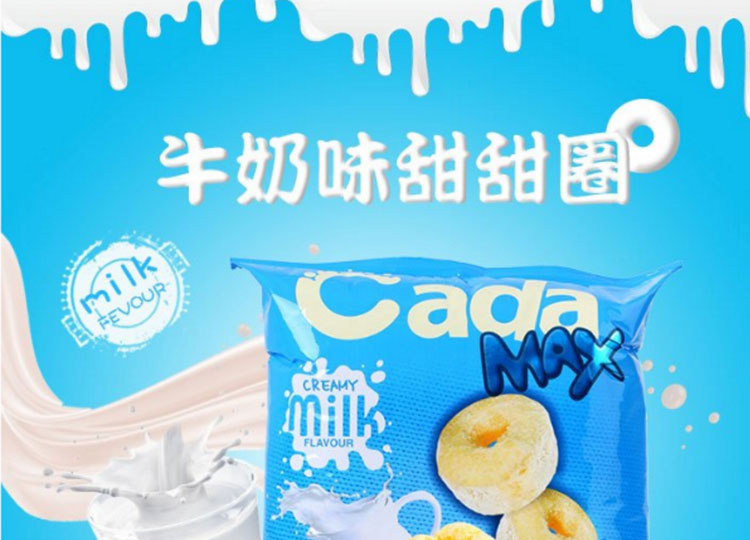 牛奶味甜甜圈
milk
FEVOUR
Cada
MAX
CREAMY
milk
FLAVOUR